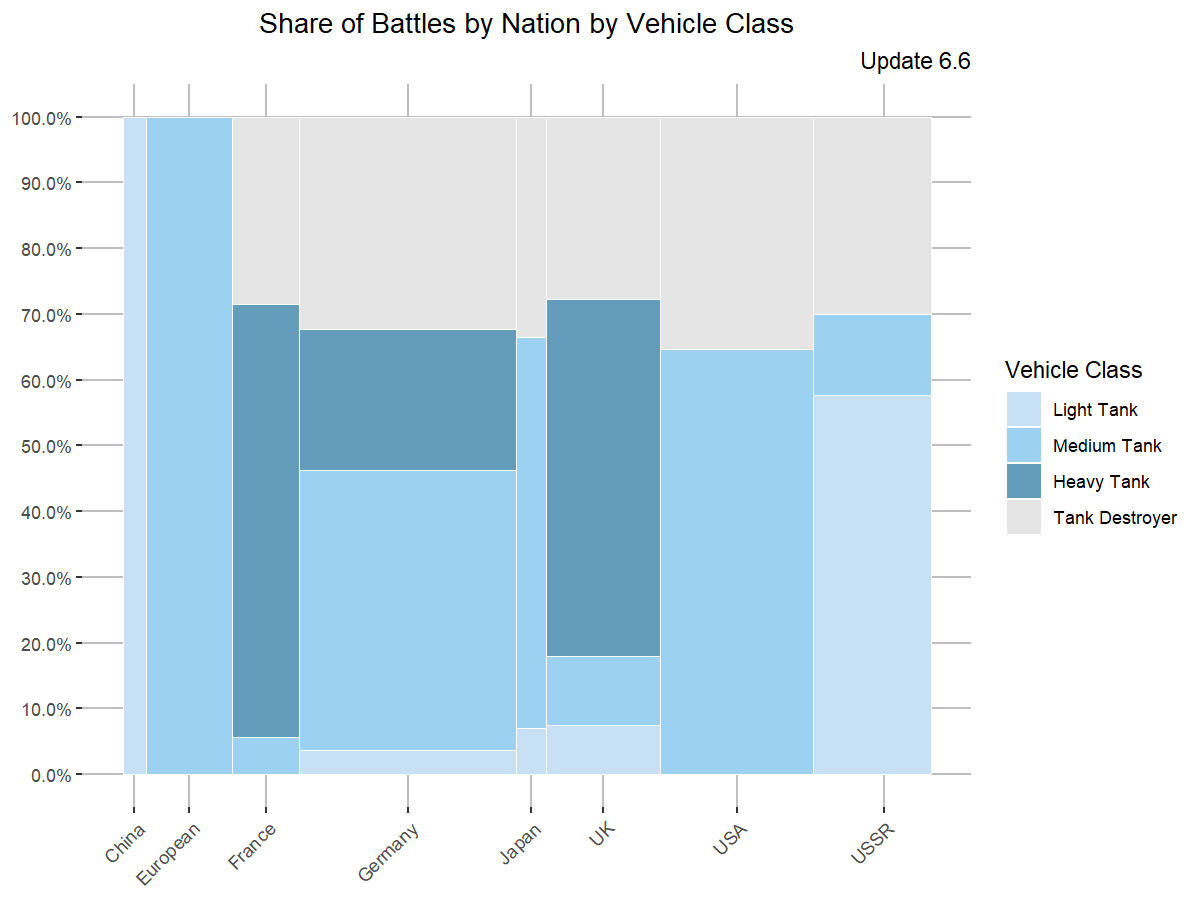 Share of Battles by Nation by Vehicle Class
Update 6.6
100.0%
90.0%
80.0%
70.0%
60.0%
50.0%
40.0%
30.0%
20.0%
10.0%
0.0%
China
European
France
Germany
Japan
UK
USA
USSR
Vehicle Class
Light Tank
Medium Tank
Heavy Tank
Tank Destroyer